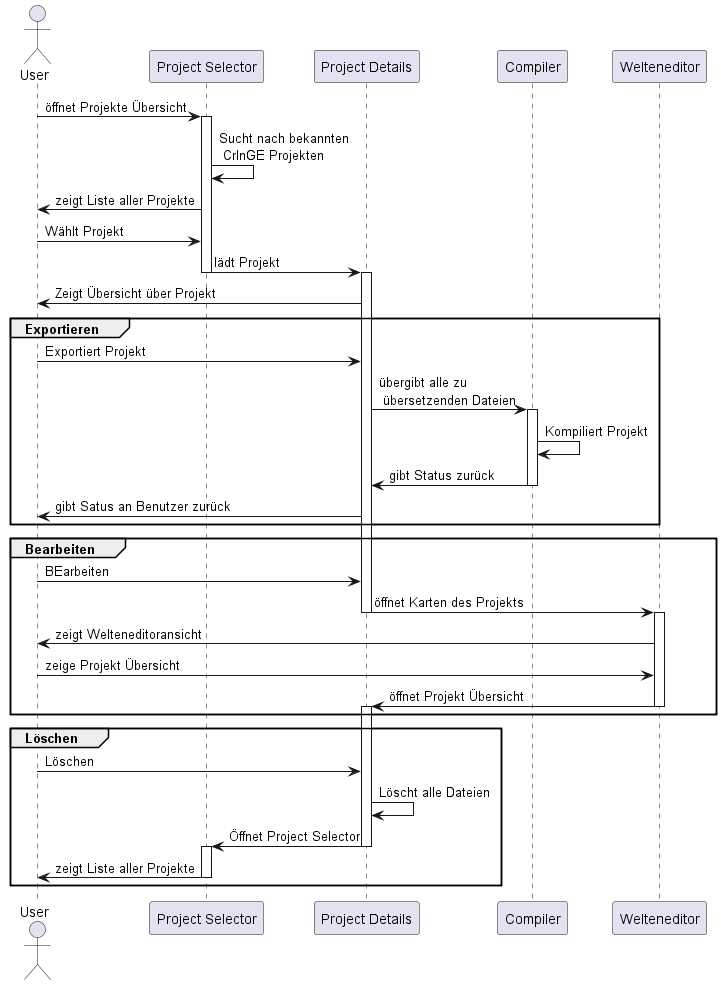 User
Project Selector
Project Details
Compiler
Welteneditor
öffnet Projekte Übersicht
Sucht nach bekannten
CrInGE Projekten
zeigt Liste aller Projekte
Wählt Projekt
lädt Projekt
Zeigt Übersicht über Projekt
Exportieren
Exportiert Projekt
übergibt alle zu
übersetzenden Dateien
Kompiliert Projekt
gibt Status zurück
gibt Satus an Benutzer zurück
Bearbeiten
BEarbeiten
öffnet Karten des Projekts
zeigt Welteneditoransicht
zeige Projekt Übersicht
öffnet Projekt Übersicht
Löschen
Löschen
Löscht alle Dateien
Öffnet Project Selector
zeigt Liste aller Projekte
User
Project Selector
Project Details
Compiler
Welteneditor